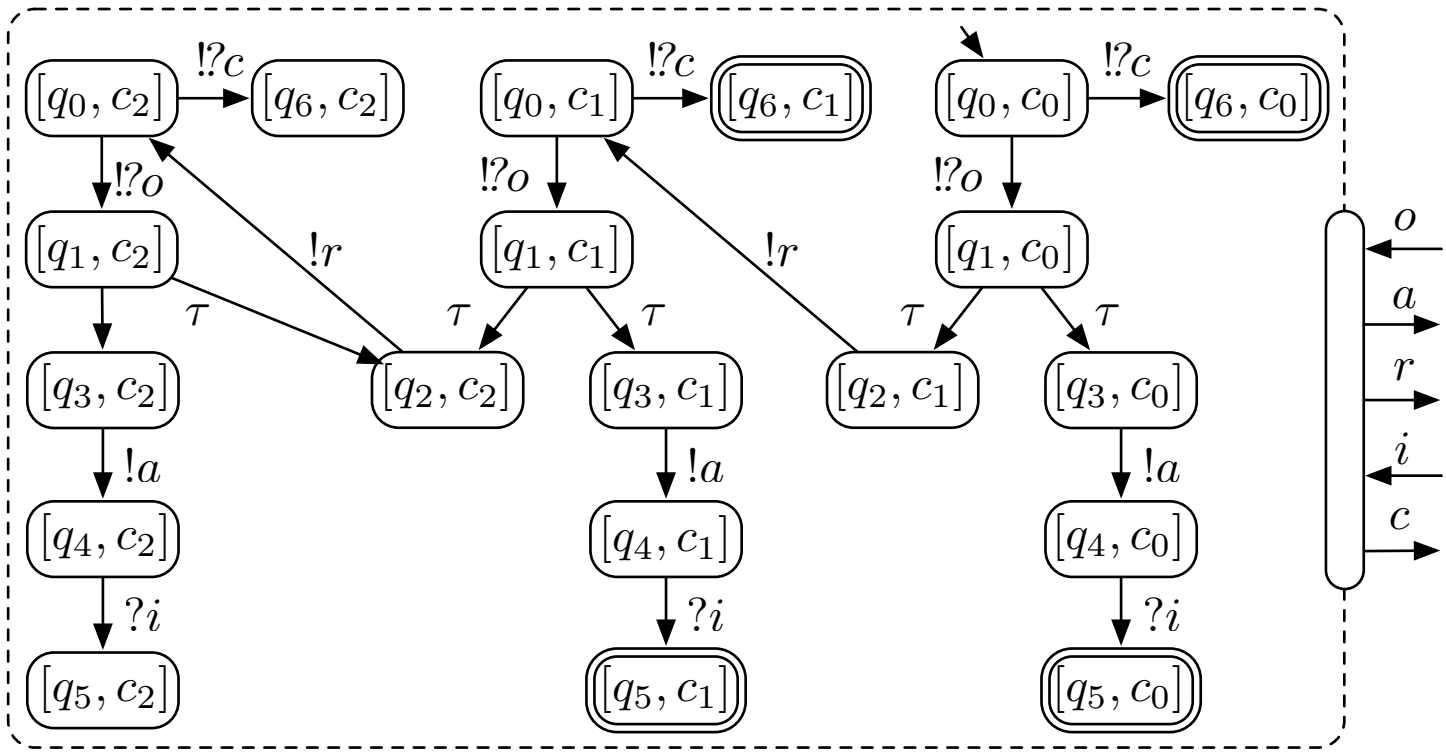 !?c !?c !?c
[q₀, c₂] [q₆, c₂] [q₀, c₁] [q₆, c₁] [q₀, c₀] [q₆, c₀]
!?o !?o !?o
o
[q₁, c₂] [q₁, c₁] [q₁, c₀]
!r !r
a
τ τ τ τ τ
r
[q₃, c₂] [q₂, c₂] [q₃, c₁] [q₂, c₁] [q₃, c₀]
i
!a !a !a
c
[q₄, c₂] [q₄, c₁] [q₄, c₀]
?i ?i ?i
[q₅, c₂] [q₅, c₁] [q₅, c₀]